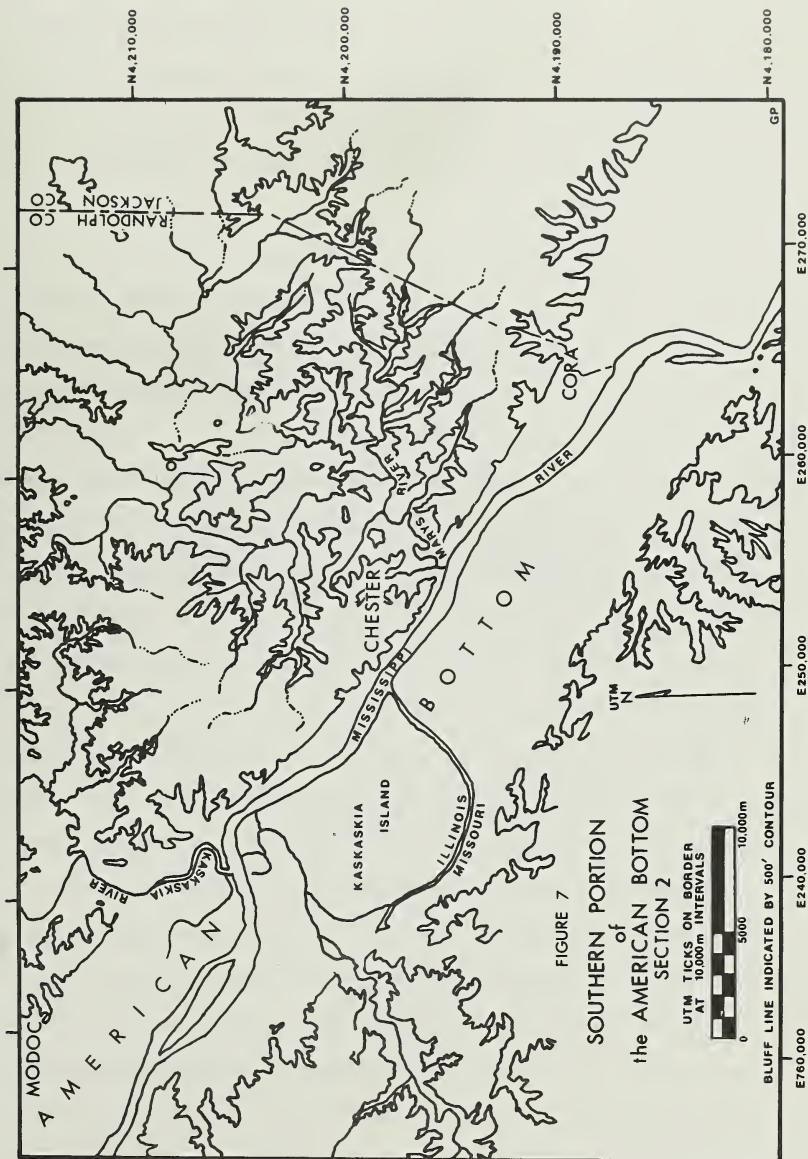 N4,210,000
N4,200,000
N4,190,000
N4,180,000
RANDOLPH CO
JACKSON CO
MODOC
AMERICAN
KASKASKIA
RIVER
MISSISSIPPI
CHESTER
MARYS
RIVER
RIVER
CORA
BOTTOM
KASKASKIA
ISLAND
ILLINOIS
MISSOURI
UTM
N
FIGURE 7
SOUTHERN PORTION
of
the AMERICAN BOTTOM
SECTION 2
UTM TICKS ON BORDER
AT 10,000m INTERVALS
0 5000 10,000m
BLUFF LINE INDICATED BY 500' CONTOUR
GP
E760,000
E240,000
E250,000
E260,000
E270,000